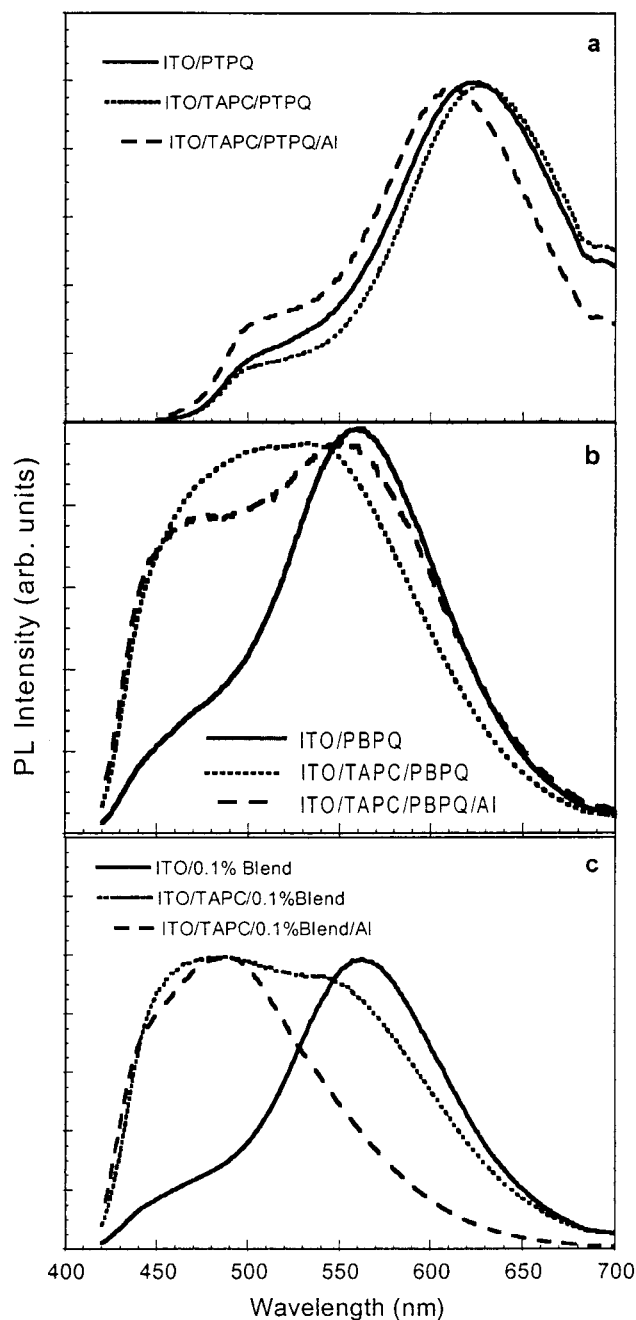 a
ITO/PTPQ
ITO/TAPC/PTPQ
ITO/TAPC/PTPQ/Al
b
ITO/PBPQ
ITO/TAPC/PBPQ
ITO/TAPC/PBPQ/Al
c
ITO/0.1% Blend
ITO/TAPC/0.1%Blend
ITO/TAPC/0.1%Blend/Al
PL Intensity (arb. units)
400 450 500 550 600 650 700
Wavelength (nm)